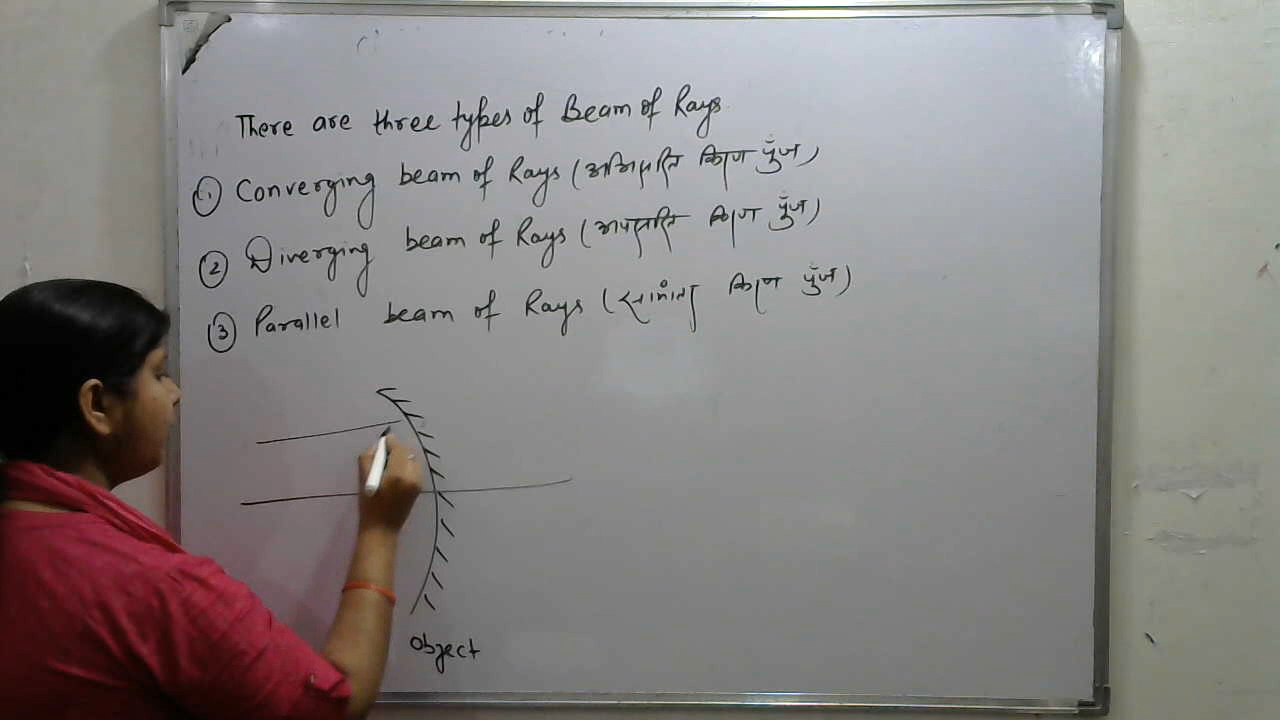 There are three types of Beam of Rays
① Converging beam of Rays (अभिसारित किरण पुँज)
② Diverging beam of Rays (अपसारित किरण पुँज)
③ Parallel beam of Rays (समांतर किरण पुँज)
Object